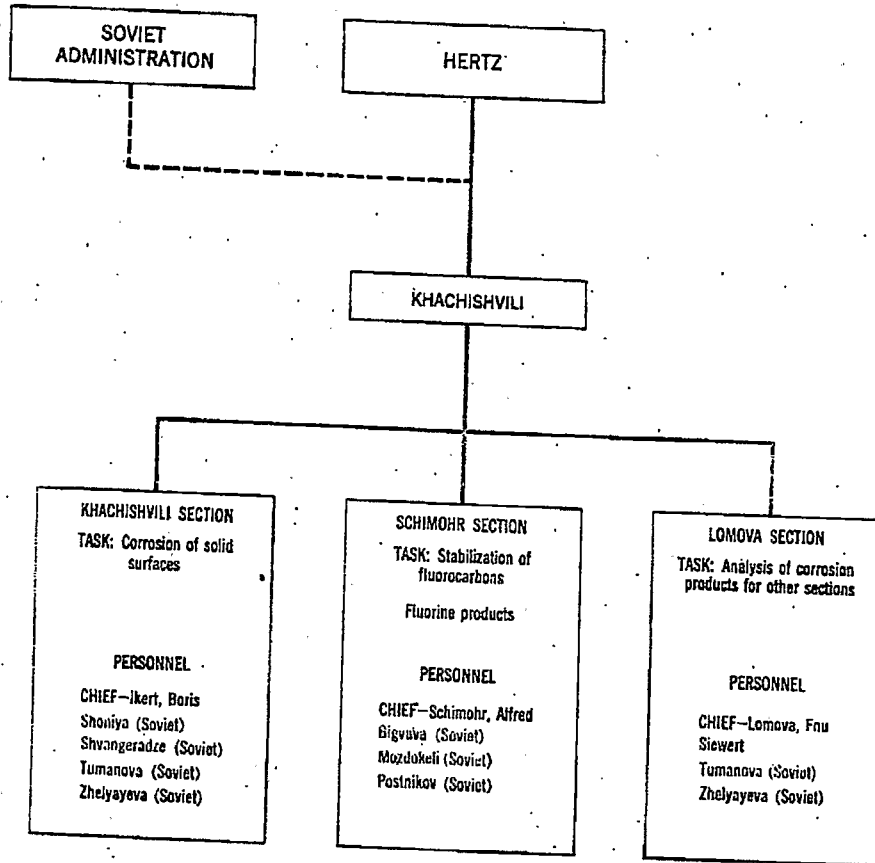 SOVIET
ADMINISTRATION
HERTZ
KHACHISHVILI
KHACHISHVILI SECTION
TASK: Corrosion of solid
surfaces
PERSONNEL
CHIEF—Ikert, Boris
Shoniya (Soviet)
Shvangeradze (Soviet)
Tumanova (Soviet)
Zhelyayeva (Soviet)
SCHIMOHR SECTION
TASK: Stabilization of
fluorocarbons
Fluorine products
PERSONNEL
CHIEF—Schimohr, Alfred
Gigvava (Soviet)
Mozdokeli (Soviet)
Postnikov (Soviet)
LOMOVA SECTION
TASK: Analysis of corrosion
products for other sections
PERSONNEL
CHIEF—Lomova, Fnu
Siewert
Tumanova (Soviet)
Zhelyayeva (Soviet)